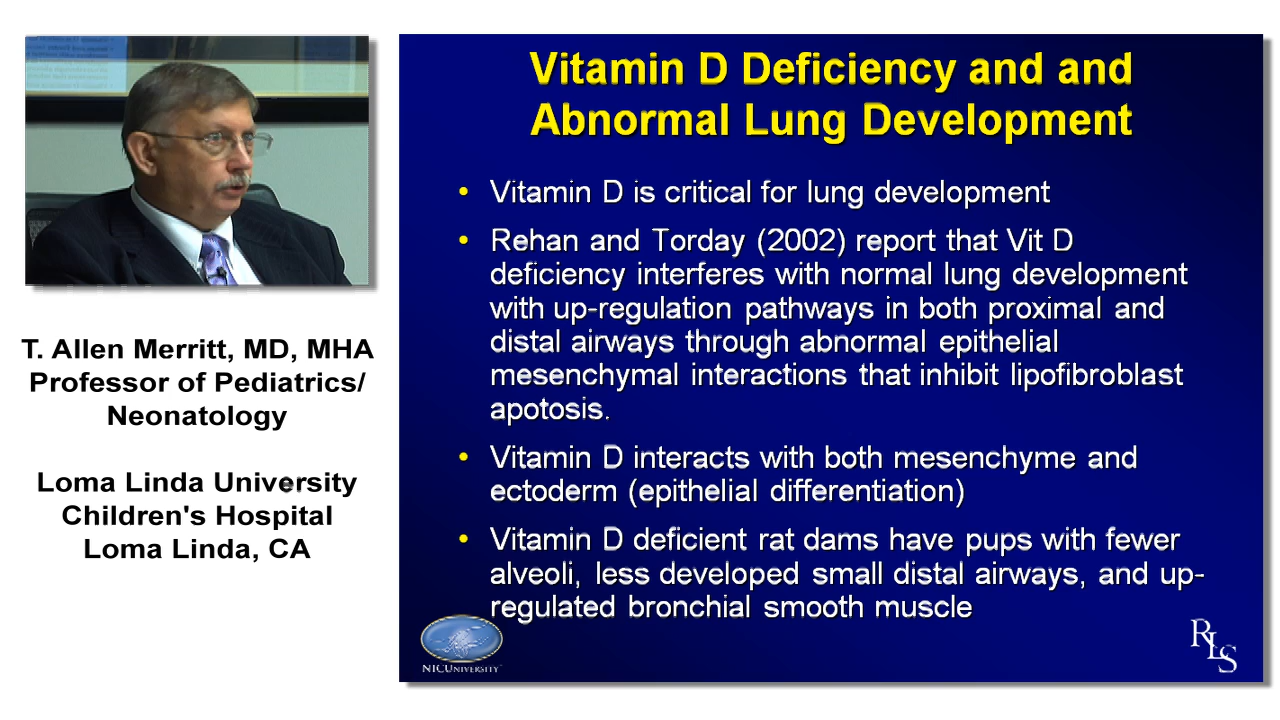 T. Allen Merritt, MD, MHA
Professor of Pediatrics/
Neonatology
Loma Linda University
Children's Hospital
Loma Linda, CA
Vitamin D Deficiency and and
Abnormal Lung Development
• Vitamin D is critical for lung development
• Rehan and Torday (2002) report that Vit D
deficiency interferes with normal lung development
with up-regulation pathways in both proximal and
distal airways through abnormal epithelial
mesenchymal interactions that inhibit lipofibroblast
apotosis.
• Vitamin D interacts with both mesenchyme and
ectoderm (epithelial differentiation)
• Vitamin D deficient rat dams have pups with fewer
alveoli, less developed small distal airways, and up-
regulated bronchial smooth muscle
NICUNIVERSITY
RLS